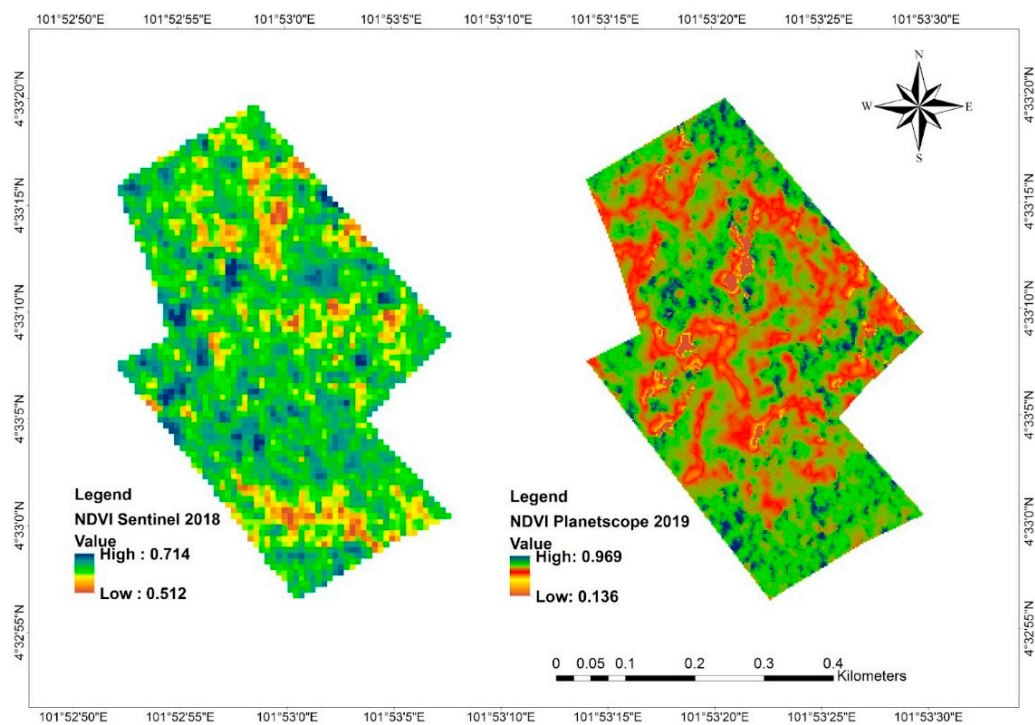 101°52'50"E 101°52'55"E 101°53'0"E 101°53'5"E 101°53'10"E 101°53'15"E 101°53'20"E 101°53'25"E 101°53'30"E
N
W E
S
4°33'20"N 4°33'20"N
4°33'15"N 4°33'15"N
4°33'10"N 4°33'10"N
4°33'5"N 4°33'5"N
4°33'0"N 4°33'0"N
4°32'55"N 4°32'55"N
Legend
NDVI Sentinel 2018
Value
High : 0.714
Low : 0.512
Legend
NDVI Planetscope 2019
Value
High: 0.969
Low: 0.136
0 0.05 0.1 0.2 0.3 0.4
Kilometers
101°52'50"E 101°52'55"E 101°53'0"E 101°53'5"E 101°53'10"E 101°53'15"E 101°53'20"E 101°53'25"E 101°53'30"E